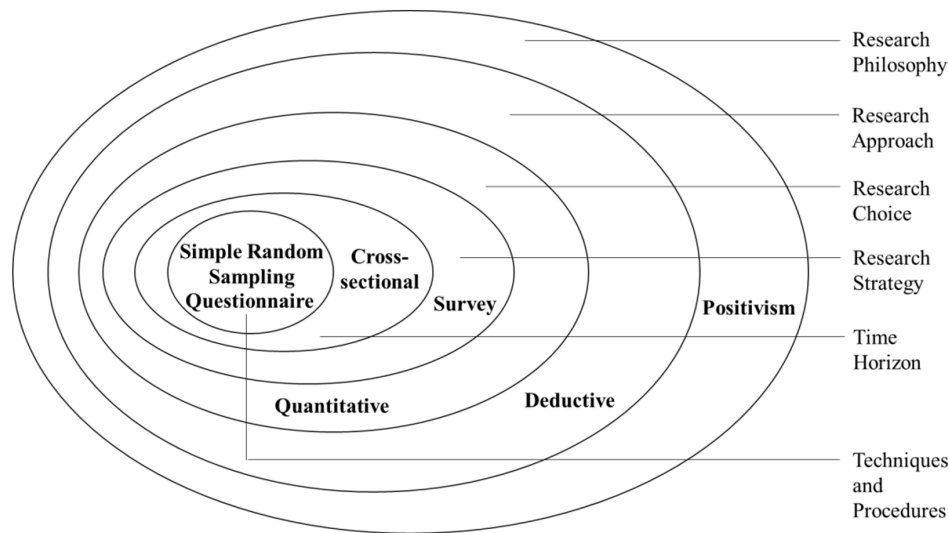 Research
Philosophy
Research
Approach
Research
Choice
Simple Random
Sampling
Questionnaire
Cross-
sectional
Research
Strategy
Survey
Positivism
Time
Horizon
Quantitative
Deductive
Techniques
and
Procedures